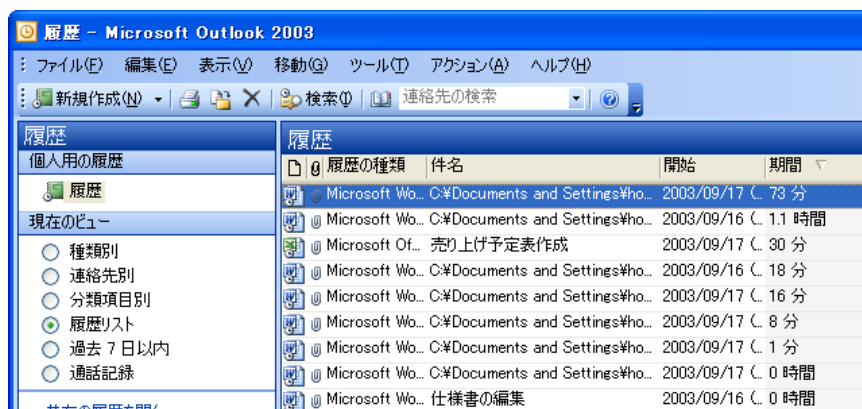 履歴 - Microsoft Outlook 2003
ファイル(F) 編集(E) 表示(V) 移動(G) ツール(T) アクション(A) ヘルプ(H)
新規作成(N) 検索(I) 連絡先の検索
履歴
個人用の履歴
履歴
現在のビュー
種類別
連絡先別
分類項目別
履歴リスト
過去 7 日以内
通話記録
共有の履歴を開く
履歴
履歴の種類 件名 開始 期間
Microsoft Wo... C:¥Documents and Settings¥ho... 2003/09/17 (... 73 分
Microsoft Wo... C:¥Documents and Settings¥ho... 2003/09/16 (... 1.1 時間
Microsoft Of... 売り上げ予定表作成 2003/09/17 (... 30 分
Microsoft Wo... C:¥Documents and Settings¥ho... 2003/09/16 (... 18 分
Microsoft Wo... C:¥Documents and Settings¥ho... 2003/09/17 (... 16 分
Microsoft Wo... C:¥Documents and Settings¥ho... 2003/09/17 (... 8 分
Microsoft Wo... C:¥Documents and Settings¥ho... 2003/09/17 (... 1 分
Microsoft Wo... C:¥Documents and Settings¥ho... 2003/09/17 (... 0 時間
Microsoft Wo... 仕様書の編集 2003/09/16 (... 0 時間